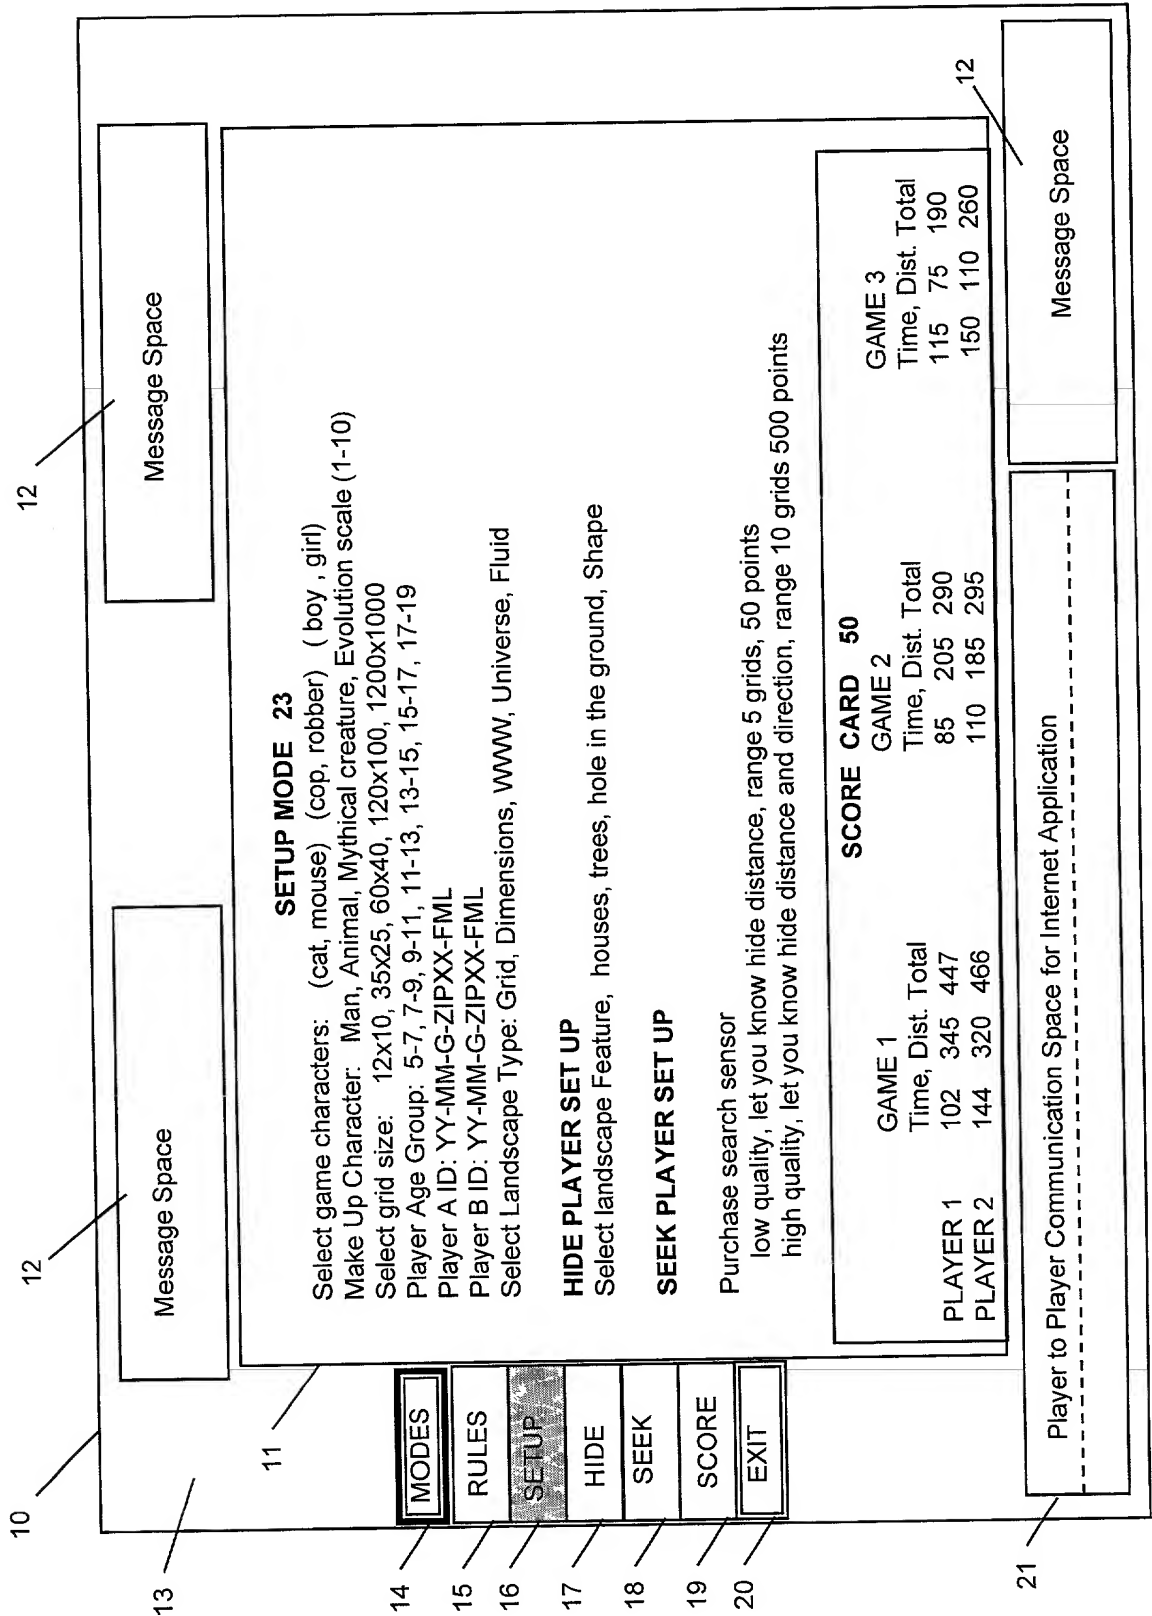 10
12
12
13
Message Space
Message Space
11
14
MODES
15
RULES
16
SETUP
17
HIDE
18
SEEK
19
SCORE
20
EXIT
SETUP MODE 23
Select game characters: (cat, mouse) (cop, robber) ( boy , girl)
Make Up Character: Man, Animal, Mythical creature, Evolution scale (1-10)
Select grid size: 12x10, 35x25, 60x40, 120x100, 1200x1000
Player Age Group: 5-7, 7-9, 9-11, 11-13, 13-15, 15-17, 17-19
Player A ID: YY-MM-G-ZIPXX-FML
Player B ID: YY-MM-G-ZIPXX-FML
Select Landscape Type: Grid, Dimensions, WWW, Universe, Fluid
HIDE PLAYER SET UP
Select landscape Feature, houses, trees, hole in the ground, Shape
SEEK PLAYER SET UP
Purchase search sensor
low quality, let you know hide distance, range 5 grids, 50 points
high quality, let you know hide distance and direction, range 10 grids 500 points
SCORE CARD 50
GAME 1 GAME 2 GAME 3
Time, Dist. Total Time, Dist. Total Time, Dist. Total
PLAYER 1 102 345 447 85 205 290 115 75 190
PLAYER 2 144 320 466 110 185 295 150 110 260
12
21
Player to Player Communication Space for Internet Application
Message Space